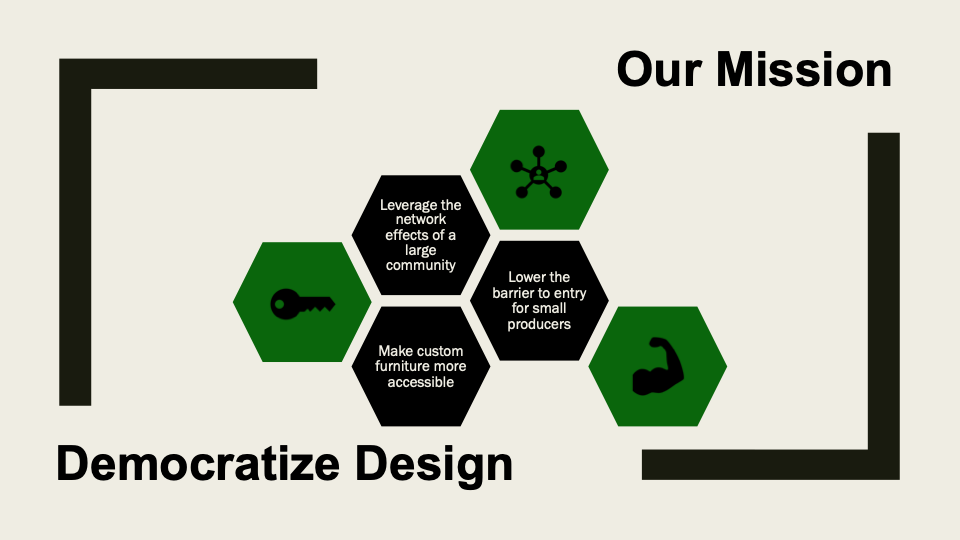 Our Mission
Leverage the
network
effects of a
large
community
Lower the
barrier to entry
for small
producers
Make custom
furniture more
accessible
Democratize Design